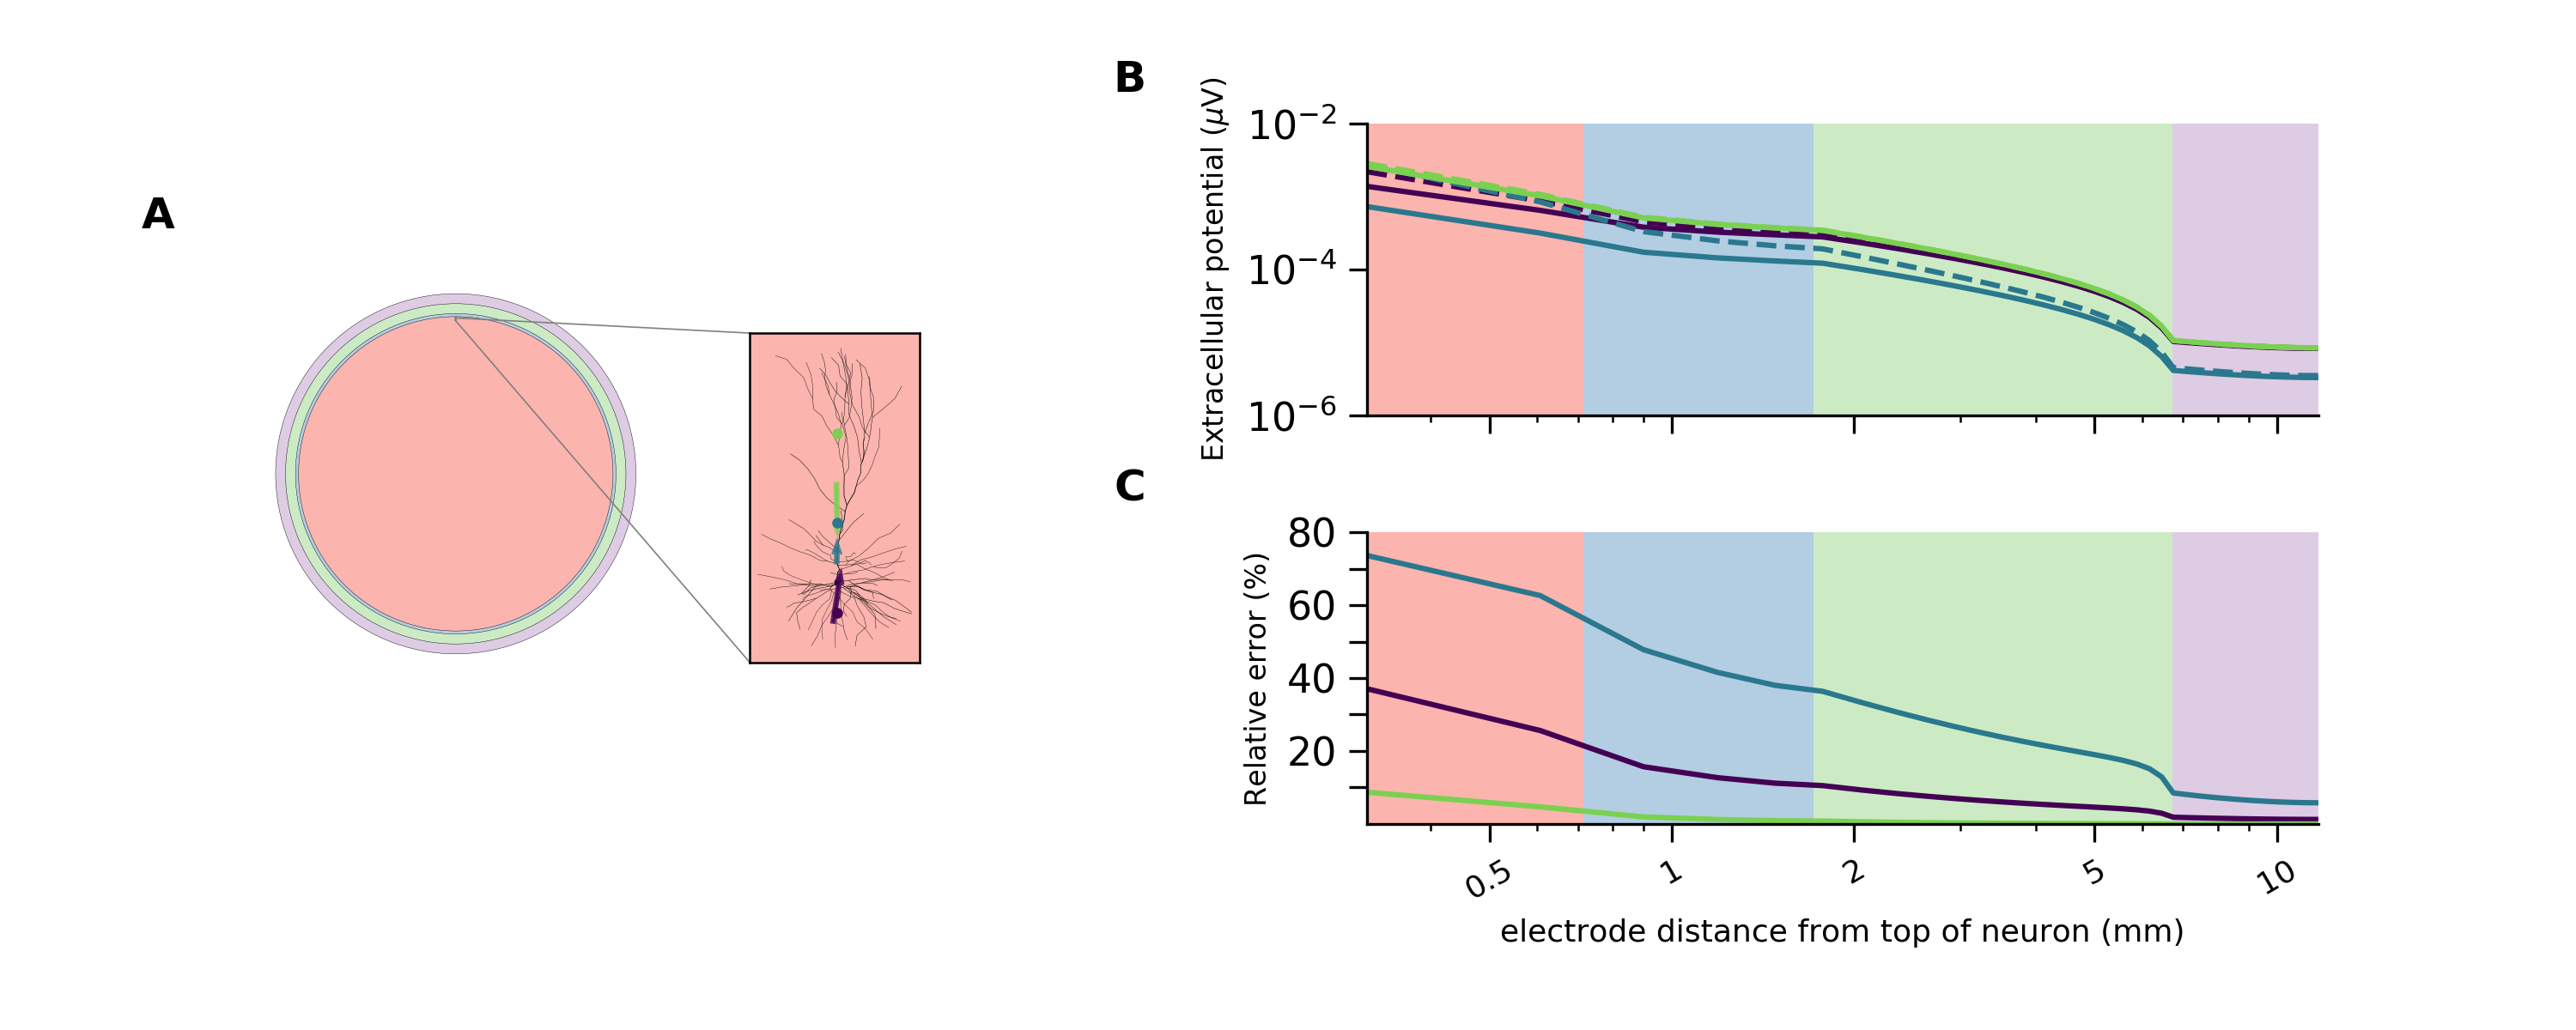 A
B
Extracellular potential (μV)
10⁻²
10⁻⁴
10⁻⁶
C
Relative error (%)
80
60
40
20
0.5
1
2
5
10
electrode distance from top of neuron (mm)